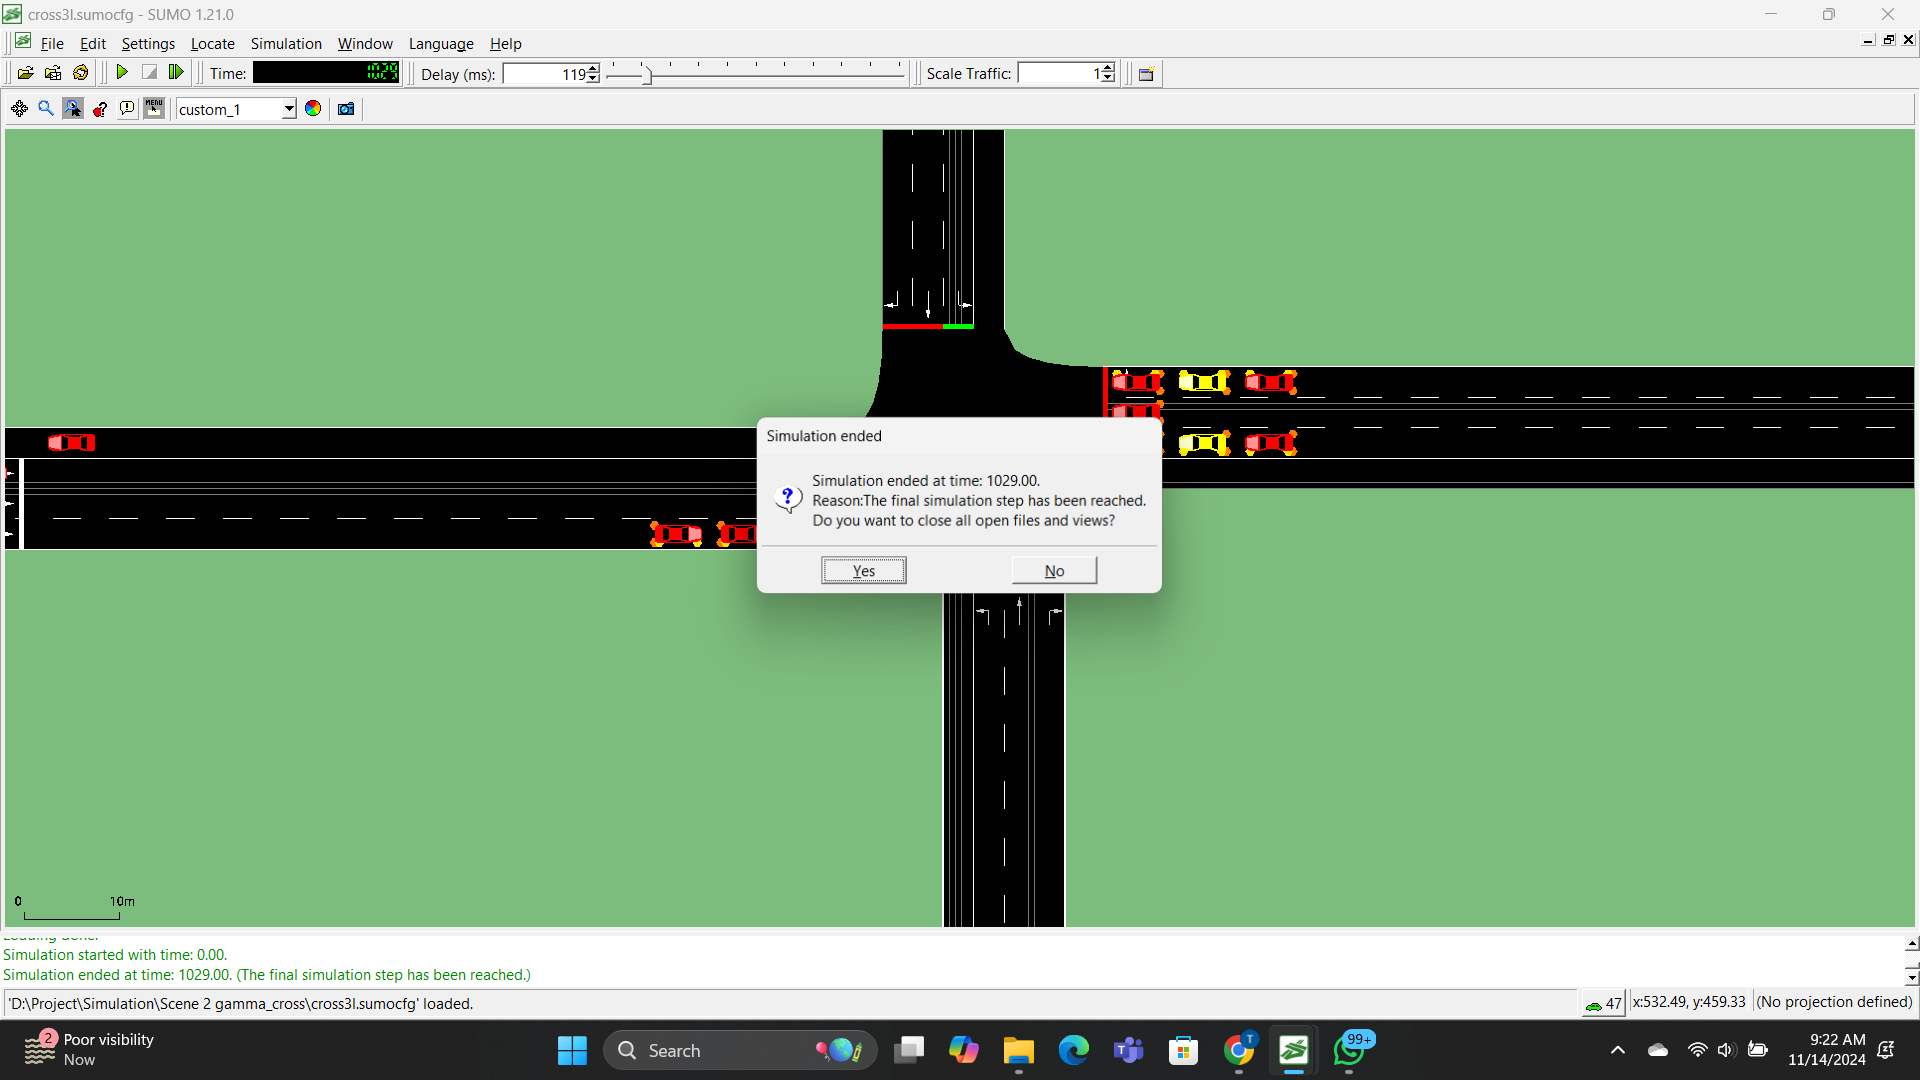 cross3l.sumocfg - SUMO 1.21.0
File Edit Settings Locate Simulation Window Language Help
Time: 1029 Delay (ms): 119 Scale Traffic: 1
MENU custom_1
Simulation ended
Simulation ended at time: 1029.00.
Reason:The final simulation step has been reached.
Do you want to close all open files and views?
Yes No
0 10m
Loading done.
Simulation started with time: 0.00.
Simulation ended at time: 1029.00. (The final simulation step has been reached.)
'D:\Project\Simulation\Scene 2 gamma_cross\cross3l.sumocfg' loaded. 47 x:532.49, y:459.33 (No projection defined)
2 Poor visibility
Now
Search
T
99+
9:22 AM
11/14/2024